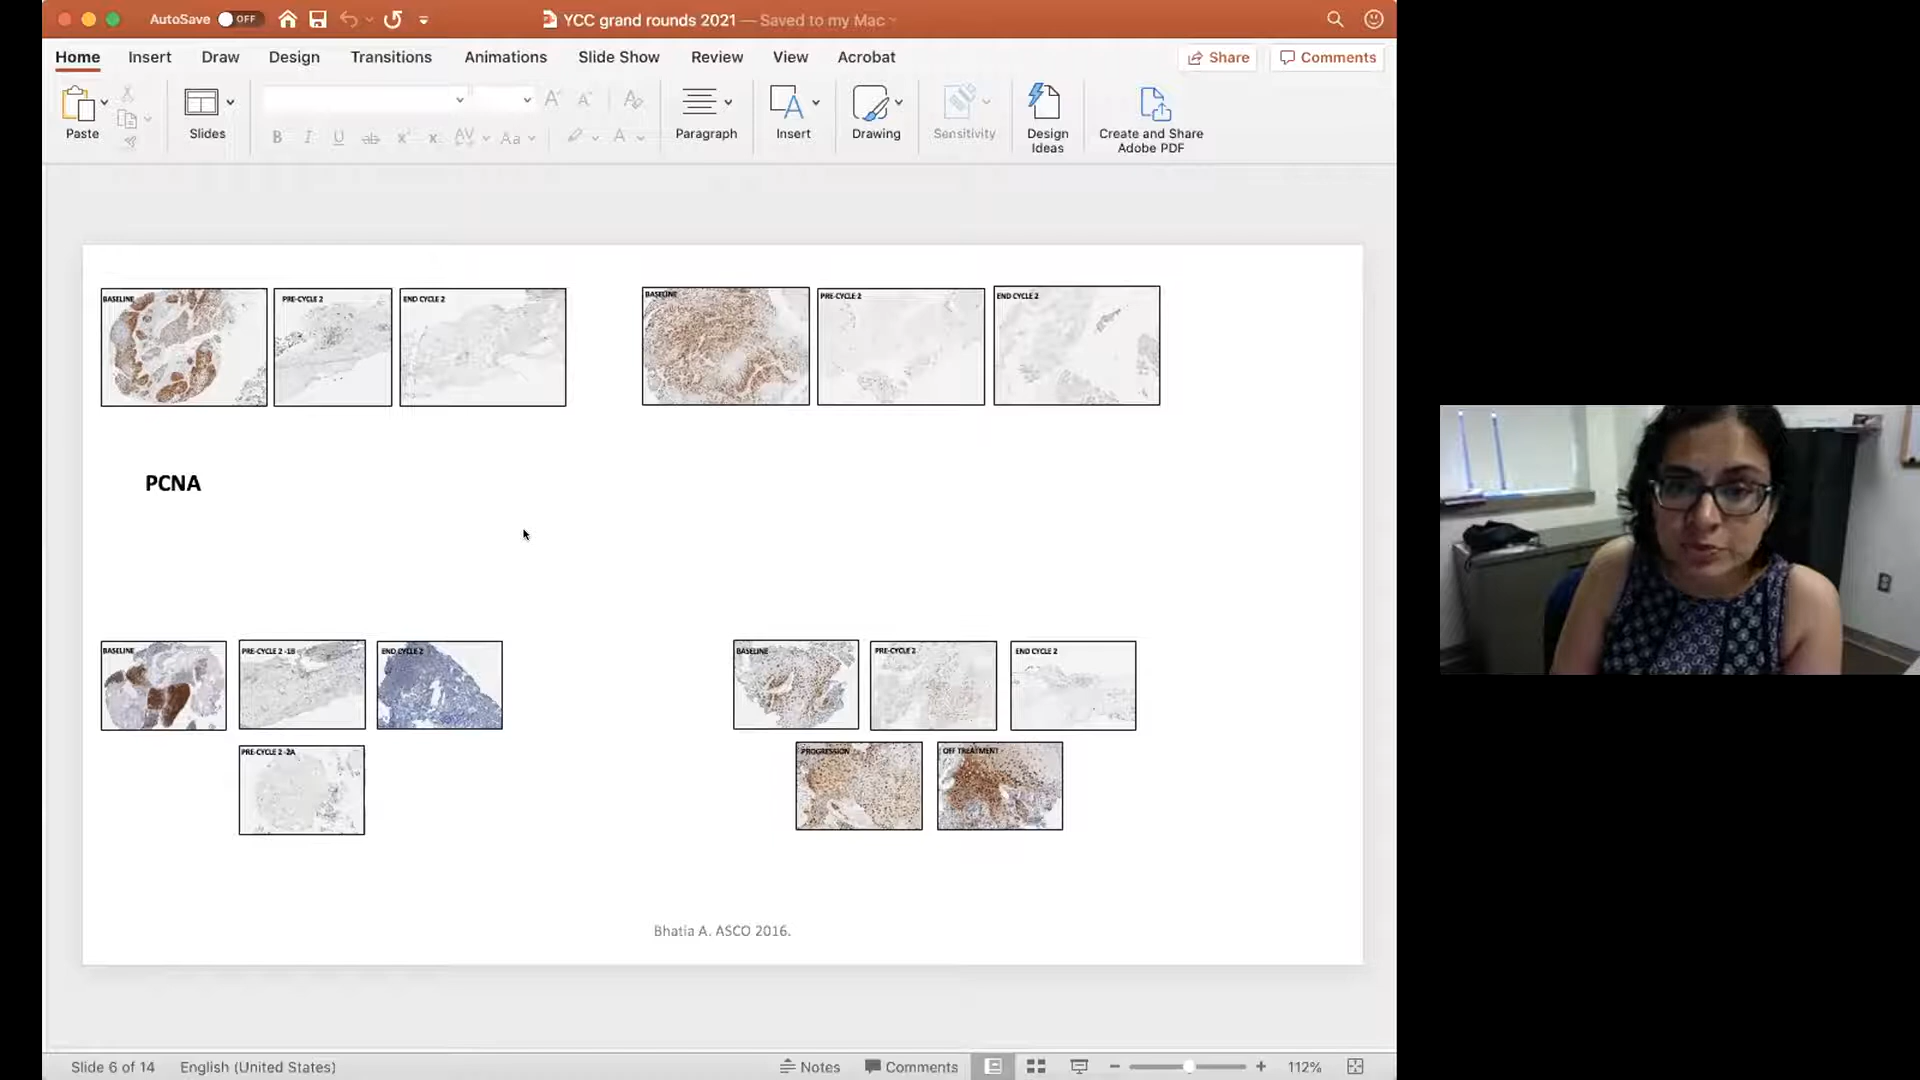 AutoSave OFF
YCC grand rounds 2021 — Saved to my Mac
Home Insert Draw Design Transitions Animations Slide Show Review View Acrobat Share Comments
Paste Slides Paragraph Insert Drawing Sensitivity Design Ideas Create and Share Adobe PDF
B I U ab x x AV Aa A
BASELINE PRE-CYCLE 2 END CYCLE 2 BASELINE PRE-CYCLE 2 END CYCLE 2
PCNA
BASELINE PRE-CYCLE 2 -1B END CYCLE 2 BASELINE PRE-CYCLE 2 END CYCLE 2
PRE-CYCLE 2 -2A PROGRESSION OFF TREATMENT
Bhatia A. ASCO 2016.
Slide 6 of 14 English (United States) Notes Comments 112%